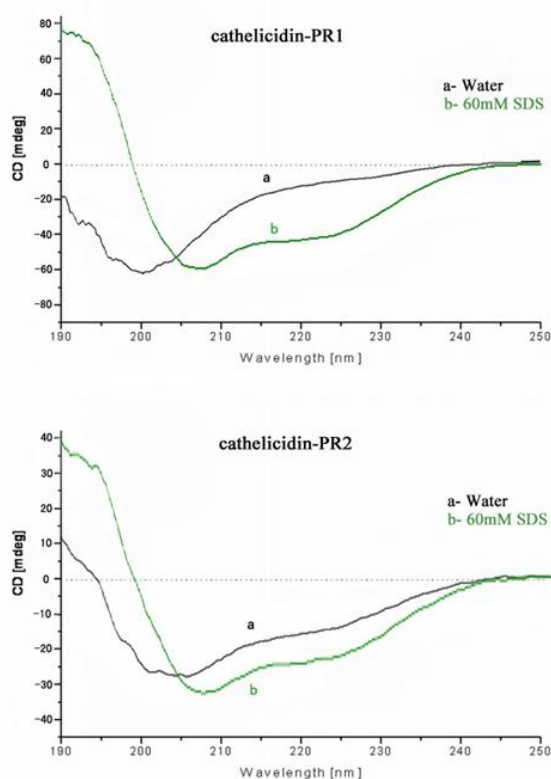 cathelicidin-PR1
a- Water
b- 60mM SDS
CD [mdeg]
80
60
40
20
0
-20
-40
-60
-80
a
b
190 200 210 220 230 240 250
Wavelength [nm]
cathelicidin-PR2
a- Water
b- 60mM SDS
CD [mdeg]
40
30
20
10
0
-10
-20
-30
-40
a
b
190 200 210 220 230 240 250
Wavelength [nm]